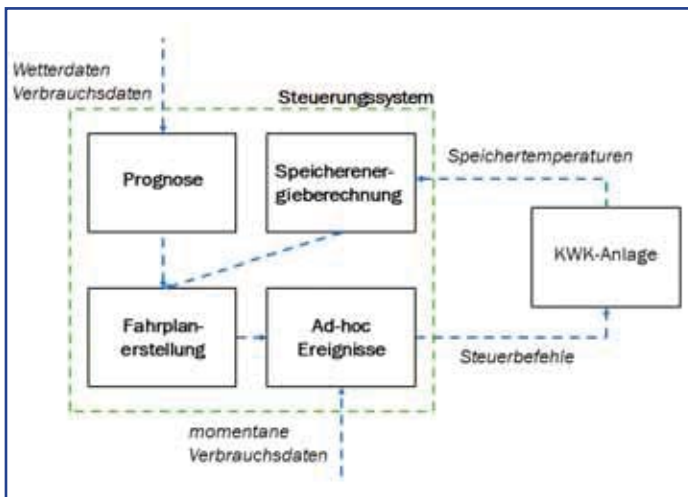 Wetterdaten
Verbrauchsdaten
Steuerungssystem
Prognose
Speicherener-
gieberechnung
Speichertemperaturen
KWK-Anlage
Fahrplan-
erstellung
Ad-hoc
Ereignisse
Steuerbefehle
momentane
Verbrauchsdaten